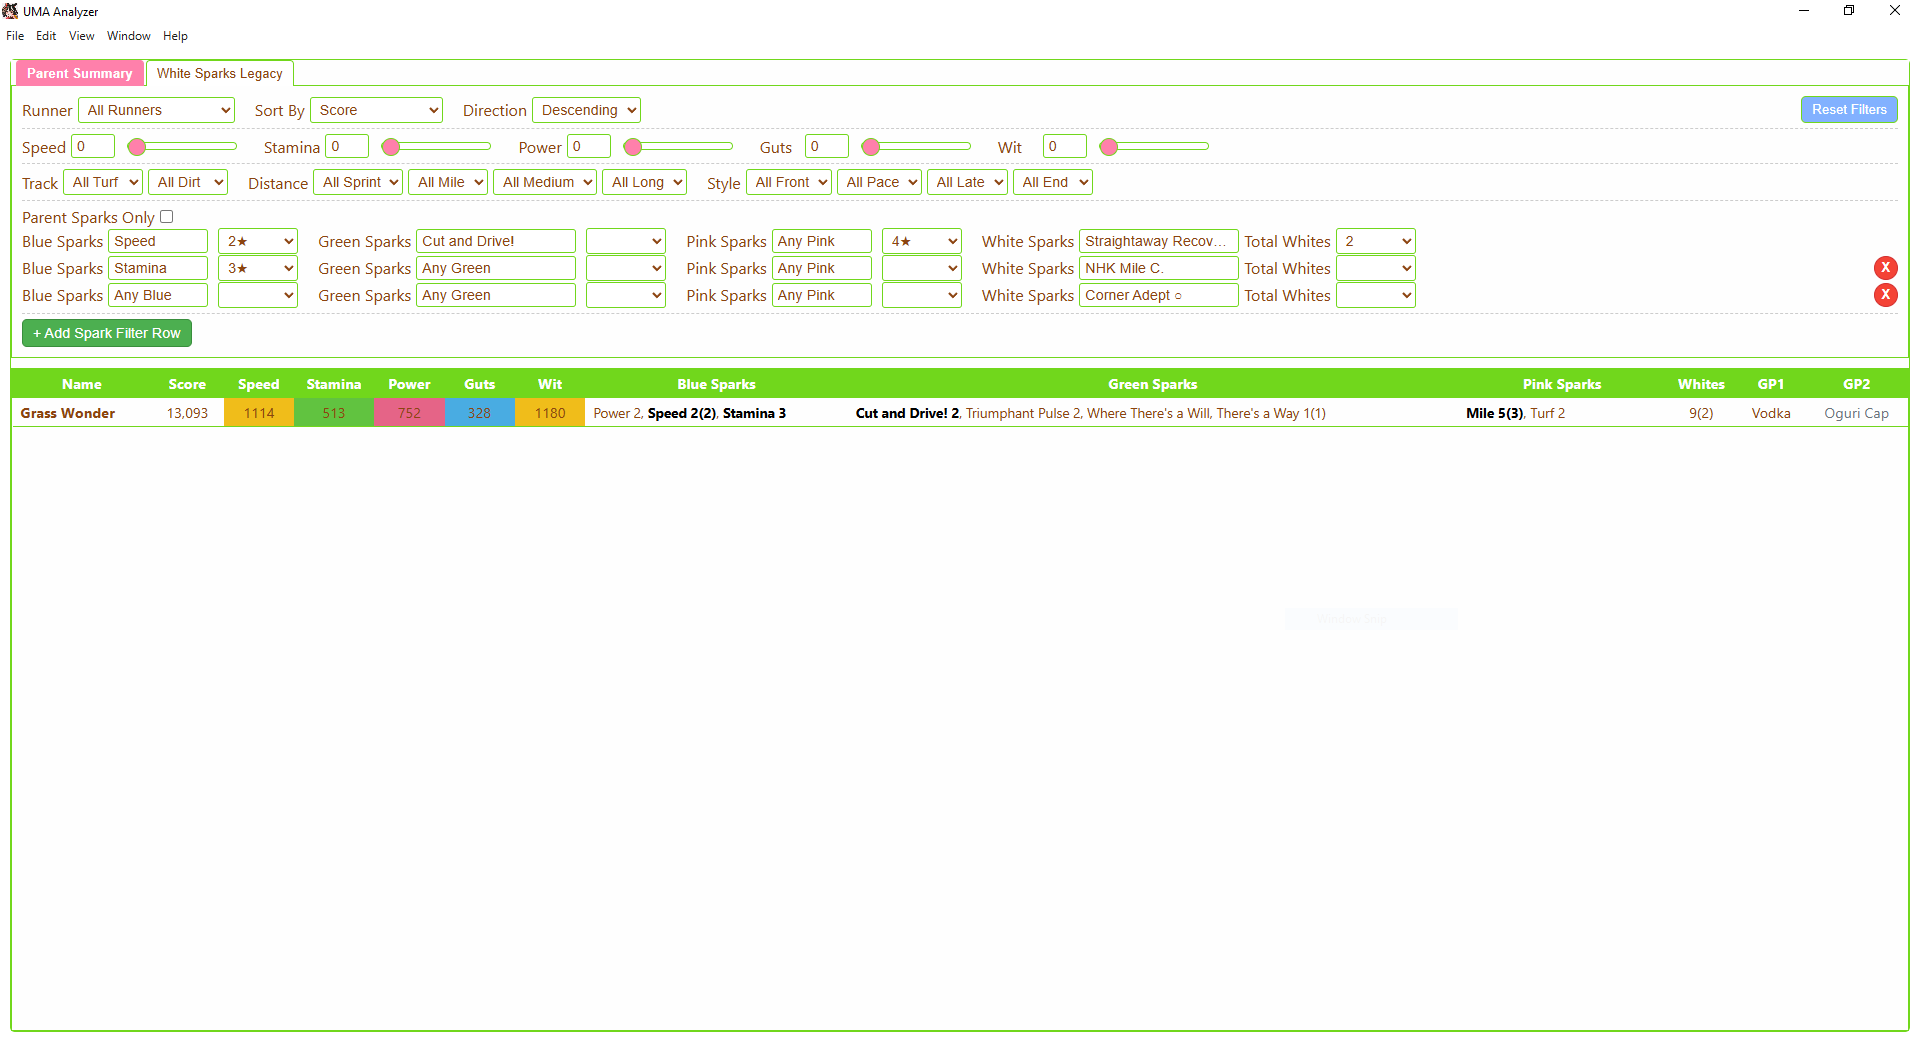 UMA Analyzer
File Edit View Window Help
Parent Summary White Sparks Legacy
Runner All Runners Sort By Score Direction Descending Reset Filters
Speed 0 Stamina 0 Power 0 Guts 0 Wit 0
Track All Turf All Dirt Distance All Sprint All Mile All Medium All Long Style All Front All Pace All Late All End
Parent Sparks Only
Blue Sparks Speed 2★ Green Sparks Cut and Drive! Pink Sparks Any Pink 4★ White Sparks Straightaway Recov... Total Whites 2
Blue Sparks Stamina 3★ Green Sparks Any Green Pink Sparks Any Pink White Sparks NHK Mile C. Total Whites X
Blue Sparks Any Blue Green Sparks Any Green Pink Sparks Any Pink White Sparks Corner Adept ○ Total Whites X
+ Add Spark Filter Row
Name Score Speed Stamina Power Guts Wit Blue Sparks Green Sparks Pink Sparks Whites GP1 GP2
Grass Wonder 13,093 1114 513 752 328 1180 Power 2, Speed 2(2), Stamina 3 Cut and Drive! 2, Triumphant Pulse 2, Where There's a Will, There's a Way 1(1) Mile 5(3), Turf 2 9(2) Vodka Oguri Cap